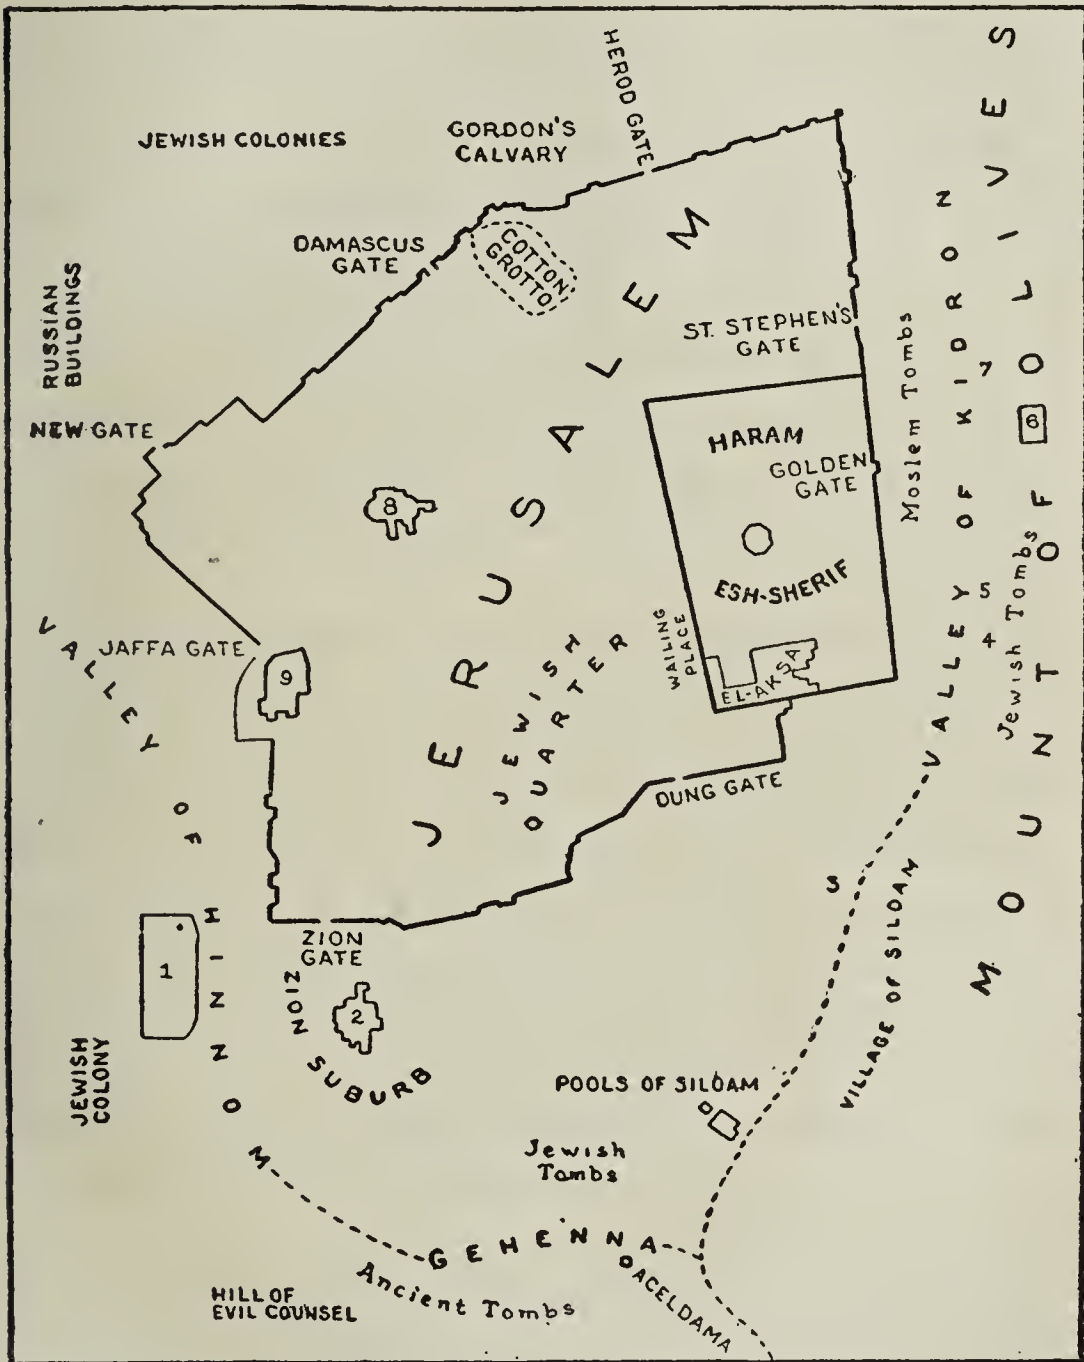 HEROD GATE
JEWISH COLONIES
GORDON'S
CALVARY
DAMASCUS
GATE
COTTON
GROTTO
RUSSIAN
BUILDINGS
NEW GATE
JERUSALEM
ST. STEPHEN'S
GATE
HARAM
GOLDEN
GATE
ESH-SHERIF
WAILING
PLACE
EL-AKSA
Moslem Tombs
VALLEY OF KIDRON
7
6
5
4
Jewish Tombs
MOUNT OF OLIVES
8
VALLEY OF HINNOM
JAFFA GATE
9
JEWISH
QUARTER
DUNG GATE
S
VILLAGE OF SILOAM
1
ZION
GATE
ZION SUBURB
2
JEWISH
COLONY
POOLS OF SILOAM
Jewish
Tombs
GEHENNA
ACELDAMA
Ancient Tombs
HILL OF
EVIL COUNSEL